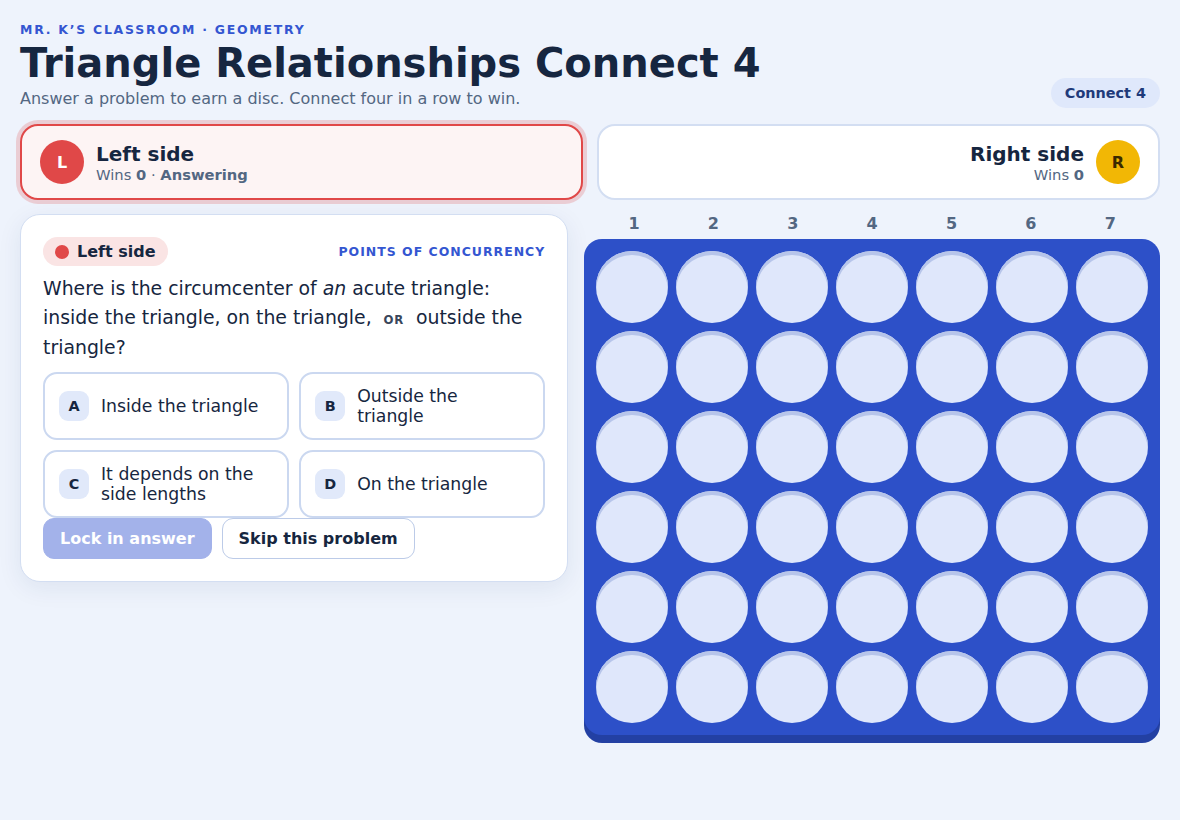 MR. K’S CLASSROOM · GEOMETRY
Triangle Relationships Connect 4
Answer a problem to earn a disc. Connect four in a row to win.
Connect 4
L
Left side
Wins 0 · Answering
Right side
Wins 0
R
Left side
POINTS OF CONCURRENCY
Where is the circumcenter of an acute triangle:
inside the triangle, on the triangle, OR outside the
triangle?
A Inside the triangle
B Outside the
triangle
C It depends on the
side lengths
D On the triangle
Lock in answer
Skip this problem
1 2 3 4 5 6 7